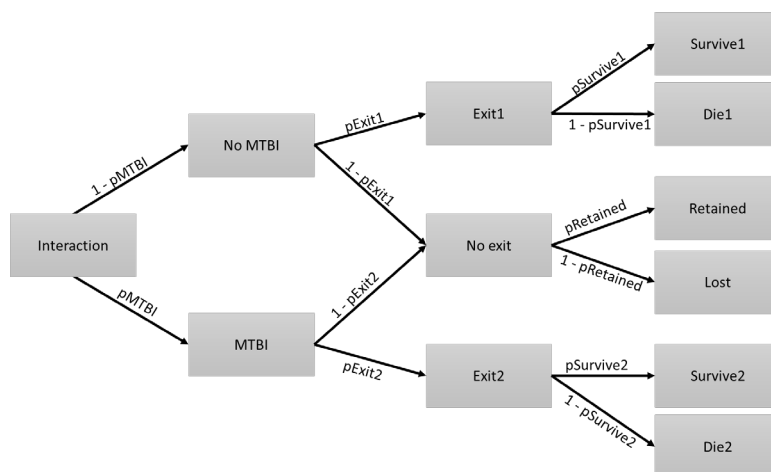 Survive1
pSurvive1
Exit1
Die1
1 - pSurvive1
pExit1
No MTBI
1 - pMTBI
1 - pExit1
Retained
pRetained
Interaction
No exit
1 - pRetained
Lost
1 - pExit2
pMTBI
MTBI
pExit2
Exit2
pSurvive2
Survive2
1 - pSurvive2
Die2